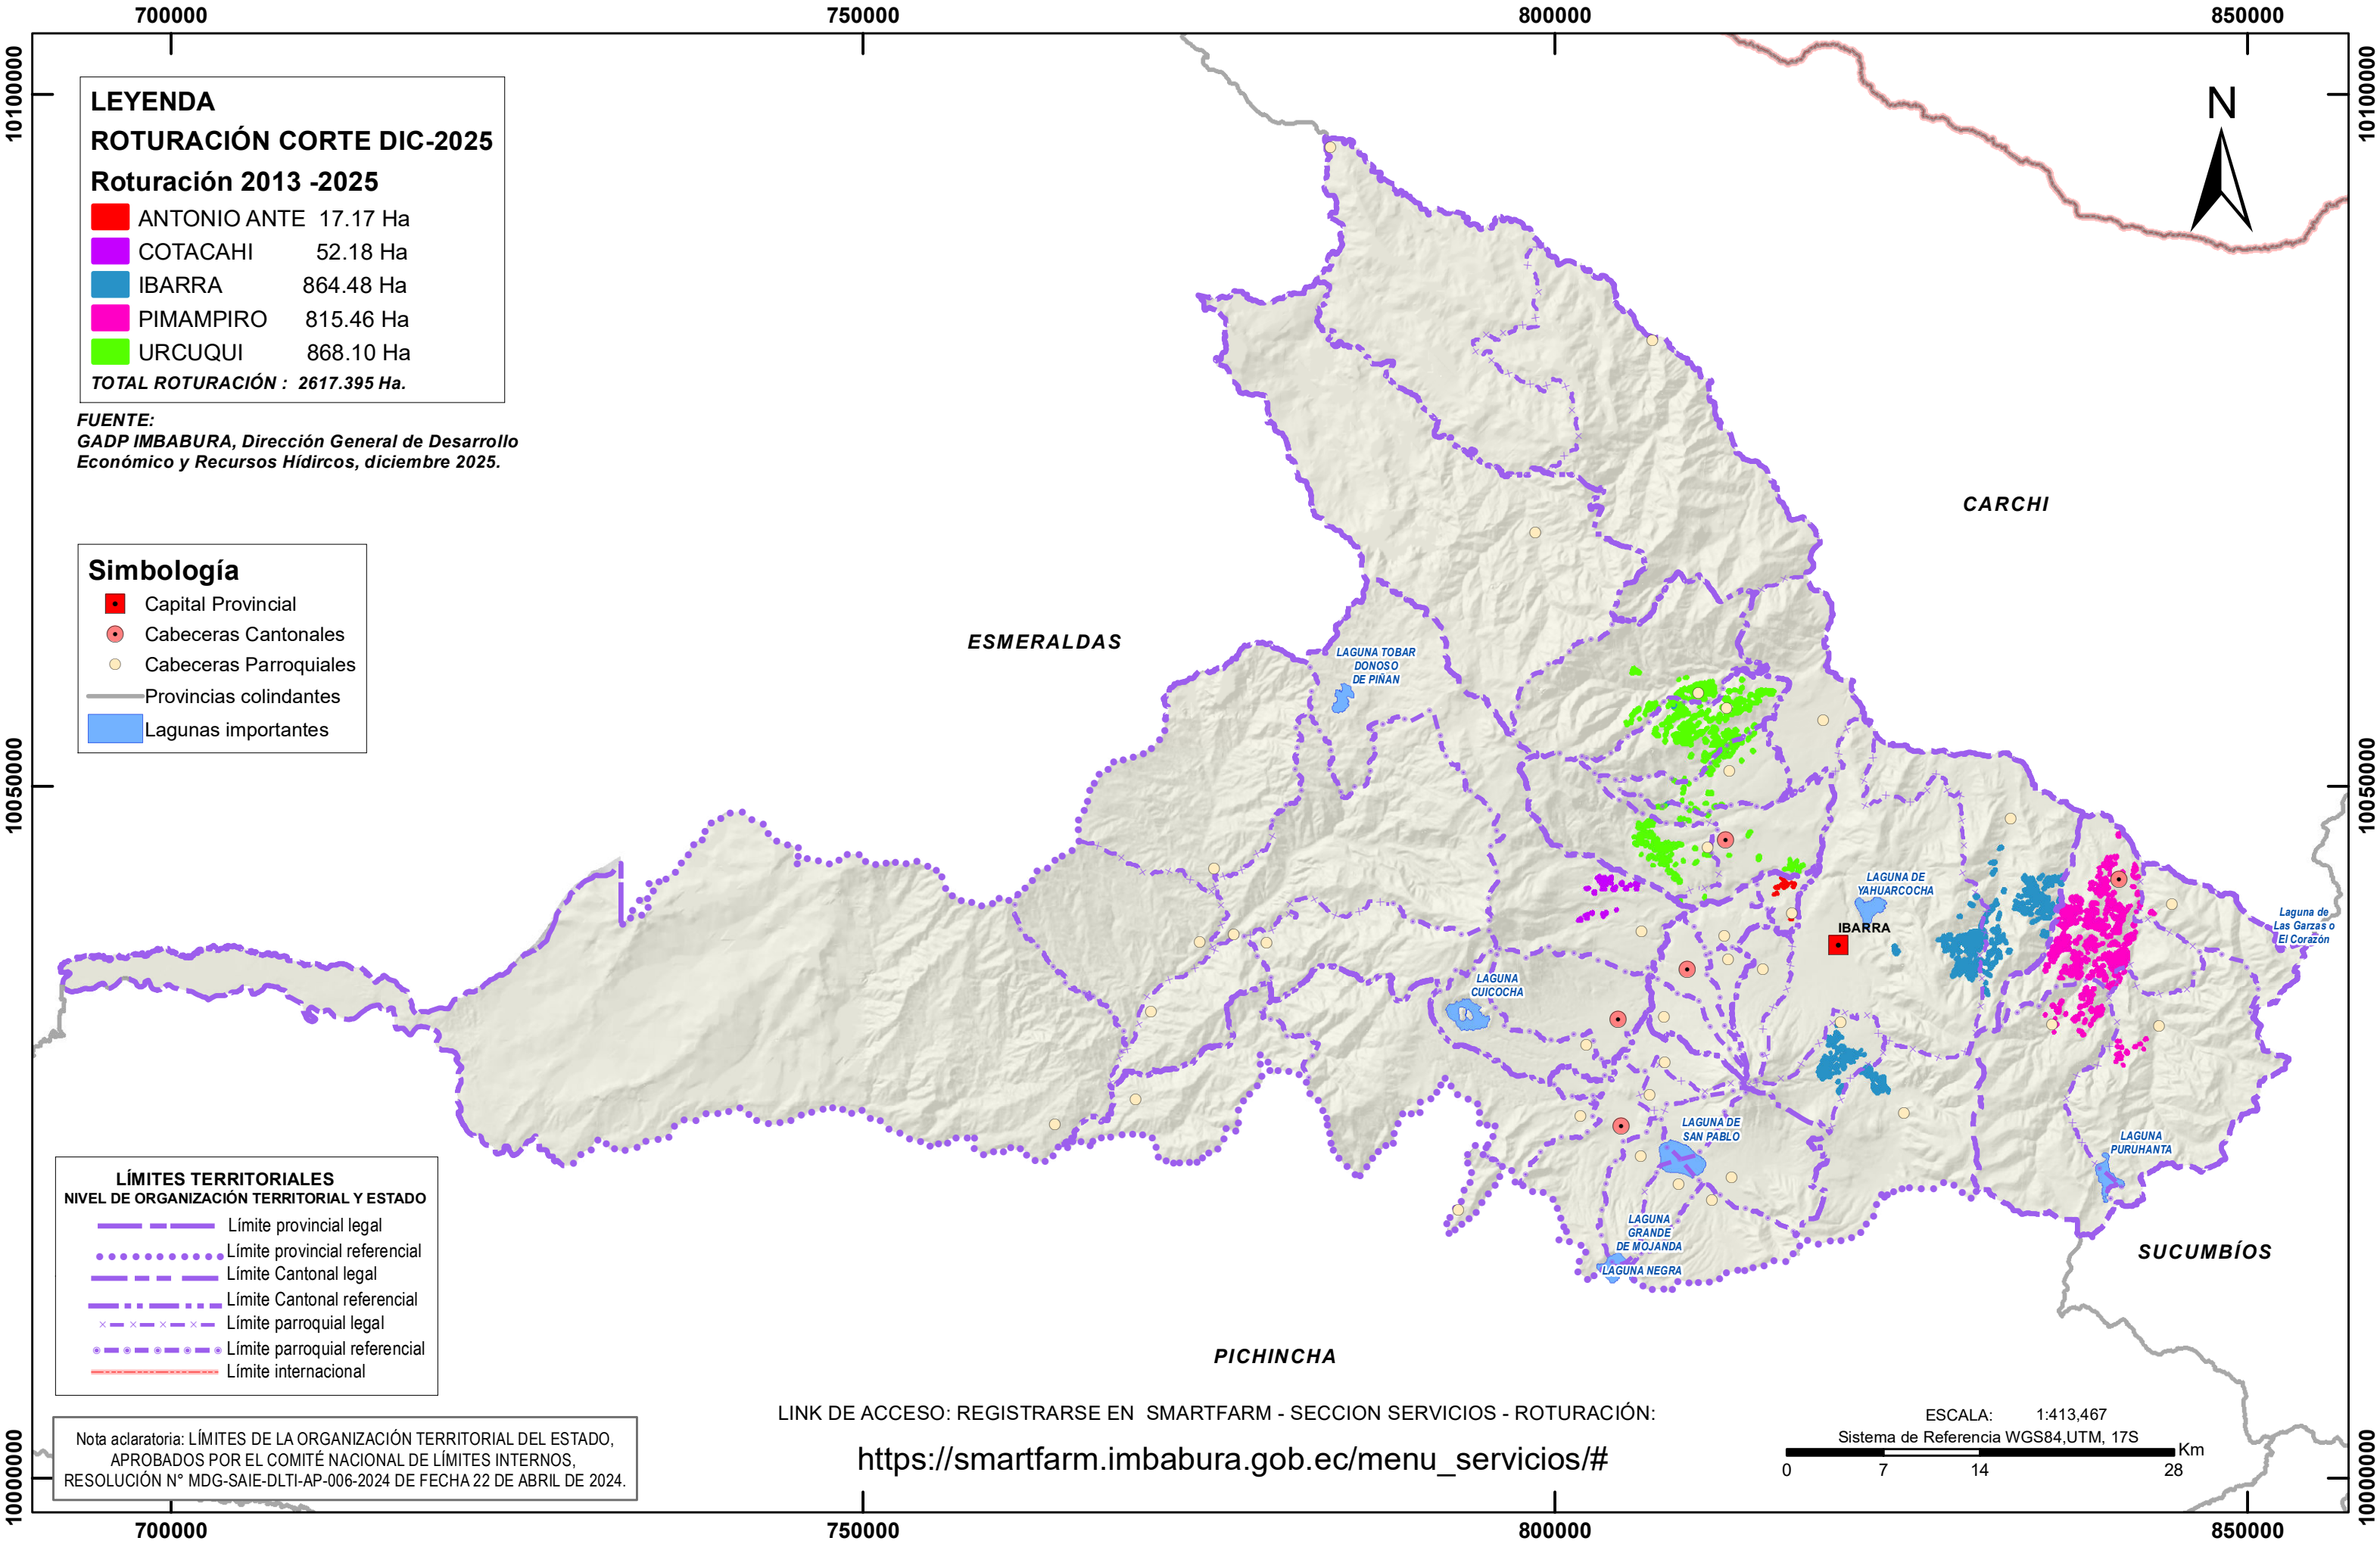 700000
750000
800000
850000
10100000
10100000
LEYENDA
ROTURACIÓN CORTE DIC-2025
Roturación 2013 -2025
ANTONIO ANTE 17.17 Ha
COTACAHI 52.18 Ha
IBARRA 864.48 Ha
PIMAMPIRO 815.46 Ha
URCUQUI 868.10 Ha
TOTAL ROTURACIÓN : 2617.395 Ha.
FUENTE:
GADP IMBABURA, Dirección General de Desarrollo
Económico y Recursos Hídircos, diciembre 2025.
N
CARCHI
Simbología
Capital Provincial
Cabeceras Cantonales
Cabeceras Parroquiales
Provincias colindantes
Lagunas importantes
ESMERALDAS
LAGUNA TOBAR
DONOSO
DE PIÑAN
10050000
10050000
LAGUNA DE
YAHUARCOCHA
IBARRA
Laguna de
Las Garzas o
El Corazón
LAGUNA
CUICOCHA
LAGUNA DE
SAN PABLO
LAGUNA
PURUHANTA
LAGUNA
GRANDE
DE MOJANDA
LAGUNA NEGRA
SUCUMBÍOS
PICHINCHA
LÍMITES TERRITORIALES
NIVEL DE ORGANIZACIÓN TERRITORIAL Y ESTADO
Límite provincial legal
Límite provincial referencial
Límite Cantonal legal
Límite Cantonal referencial
Límite parroquial legal
Límite parroquial referencial
Límite internacional
Nota aclaratoria: LÍMITES DE LA ORGANIZACIÓN TERRITORIAL DEL ESTADO,
APROBADOS POR EL COMITÉ NACIONAL DE LÍMITES INTERNOS,
RESOLUCIÓN N° MDG-SAIE-DLTI-AP-006-2024 DE FECHA 22 DE ABRIL DE 2024.
LINK DE ACCESO: REGISTRARSE EN SMARTFARM - SECCION SERVICIOS - ROTURACIÓN:
https://smartfarm.imbabura.gob.ec/menu_servicios/#
ESCALA: 1:413,467
Sistema de Referencia WGS84,UTM, 17S
Km
0 7 14 28
10000000
10000000
700000
750000
800000
850000